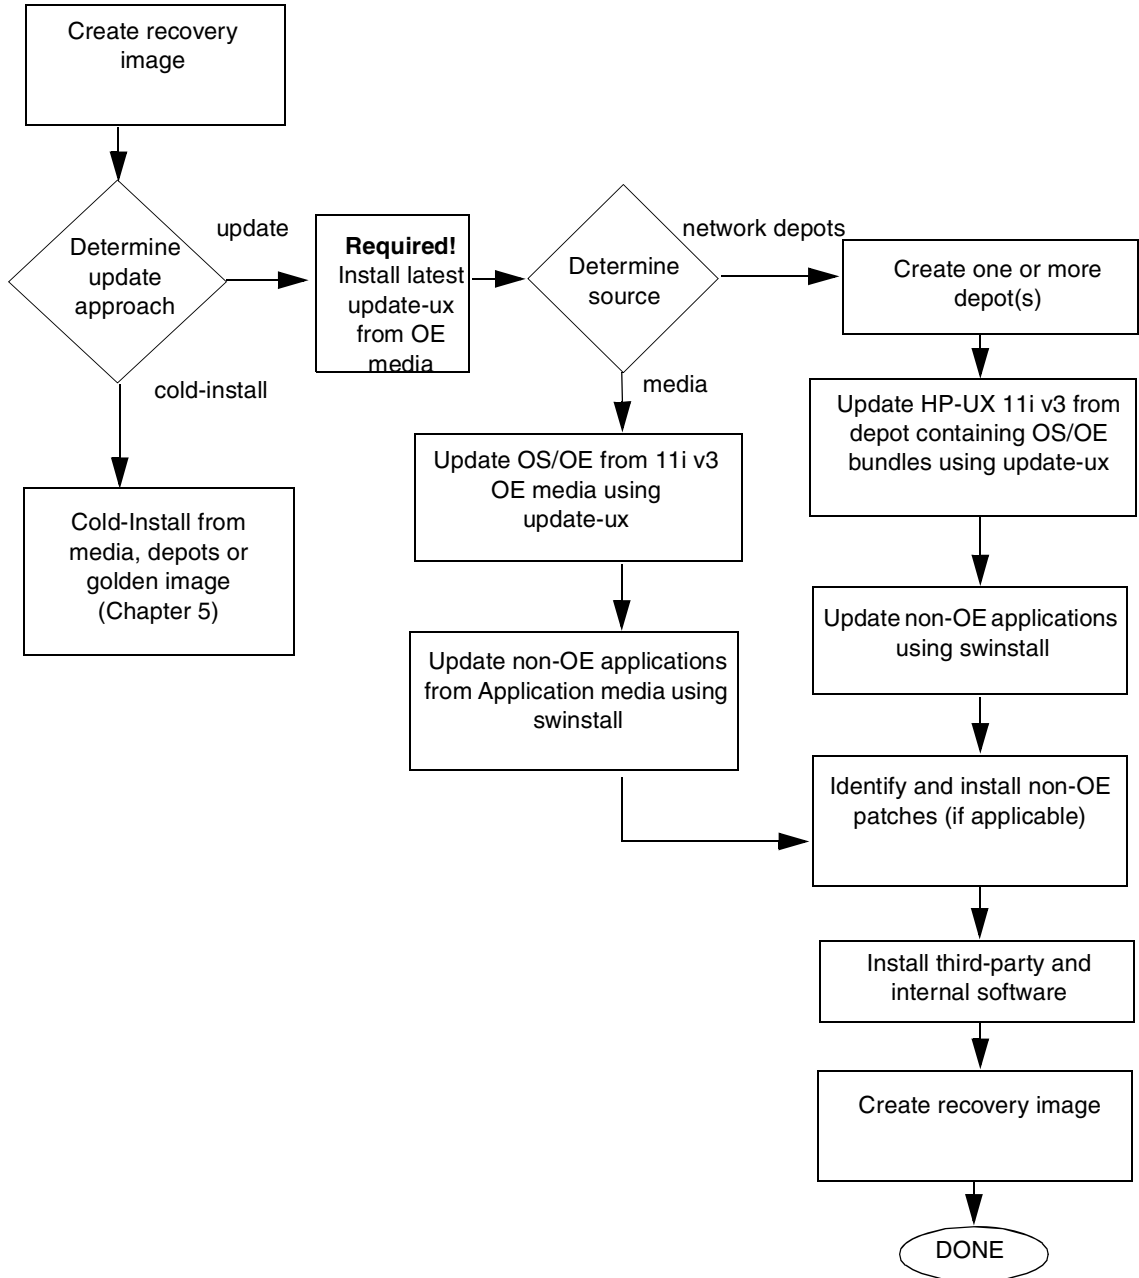 Create recovery
image
Determine
update
approach
update
cold-install
Cold-Install from
media, depots or
golden image
(Chapter 5)
Required!
Install latest
update-ux
from OE
media
Determine
source
network depots
media
Update OS/OE from 11i v3
OE media using
update-ux
Update non-OE applications
from Application media using
swinstall
Create one or more
depot(s)
Update HP-UX 11i v3 from
depot containing OS/OE
bundles using update-ux
Update non-OE applications
using swinstall
Identify and install non-OE
patches (if applicable)
Install third-party and
internal software
Create recovery image
DONE